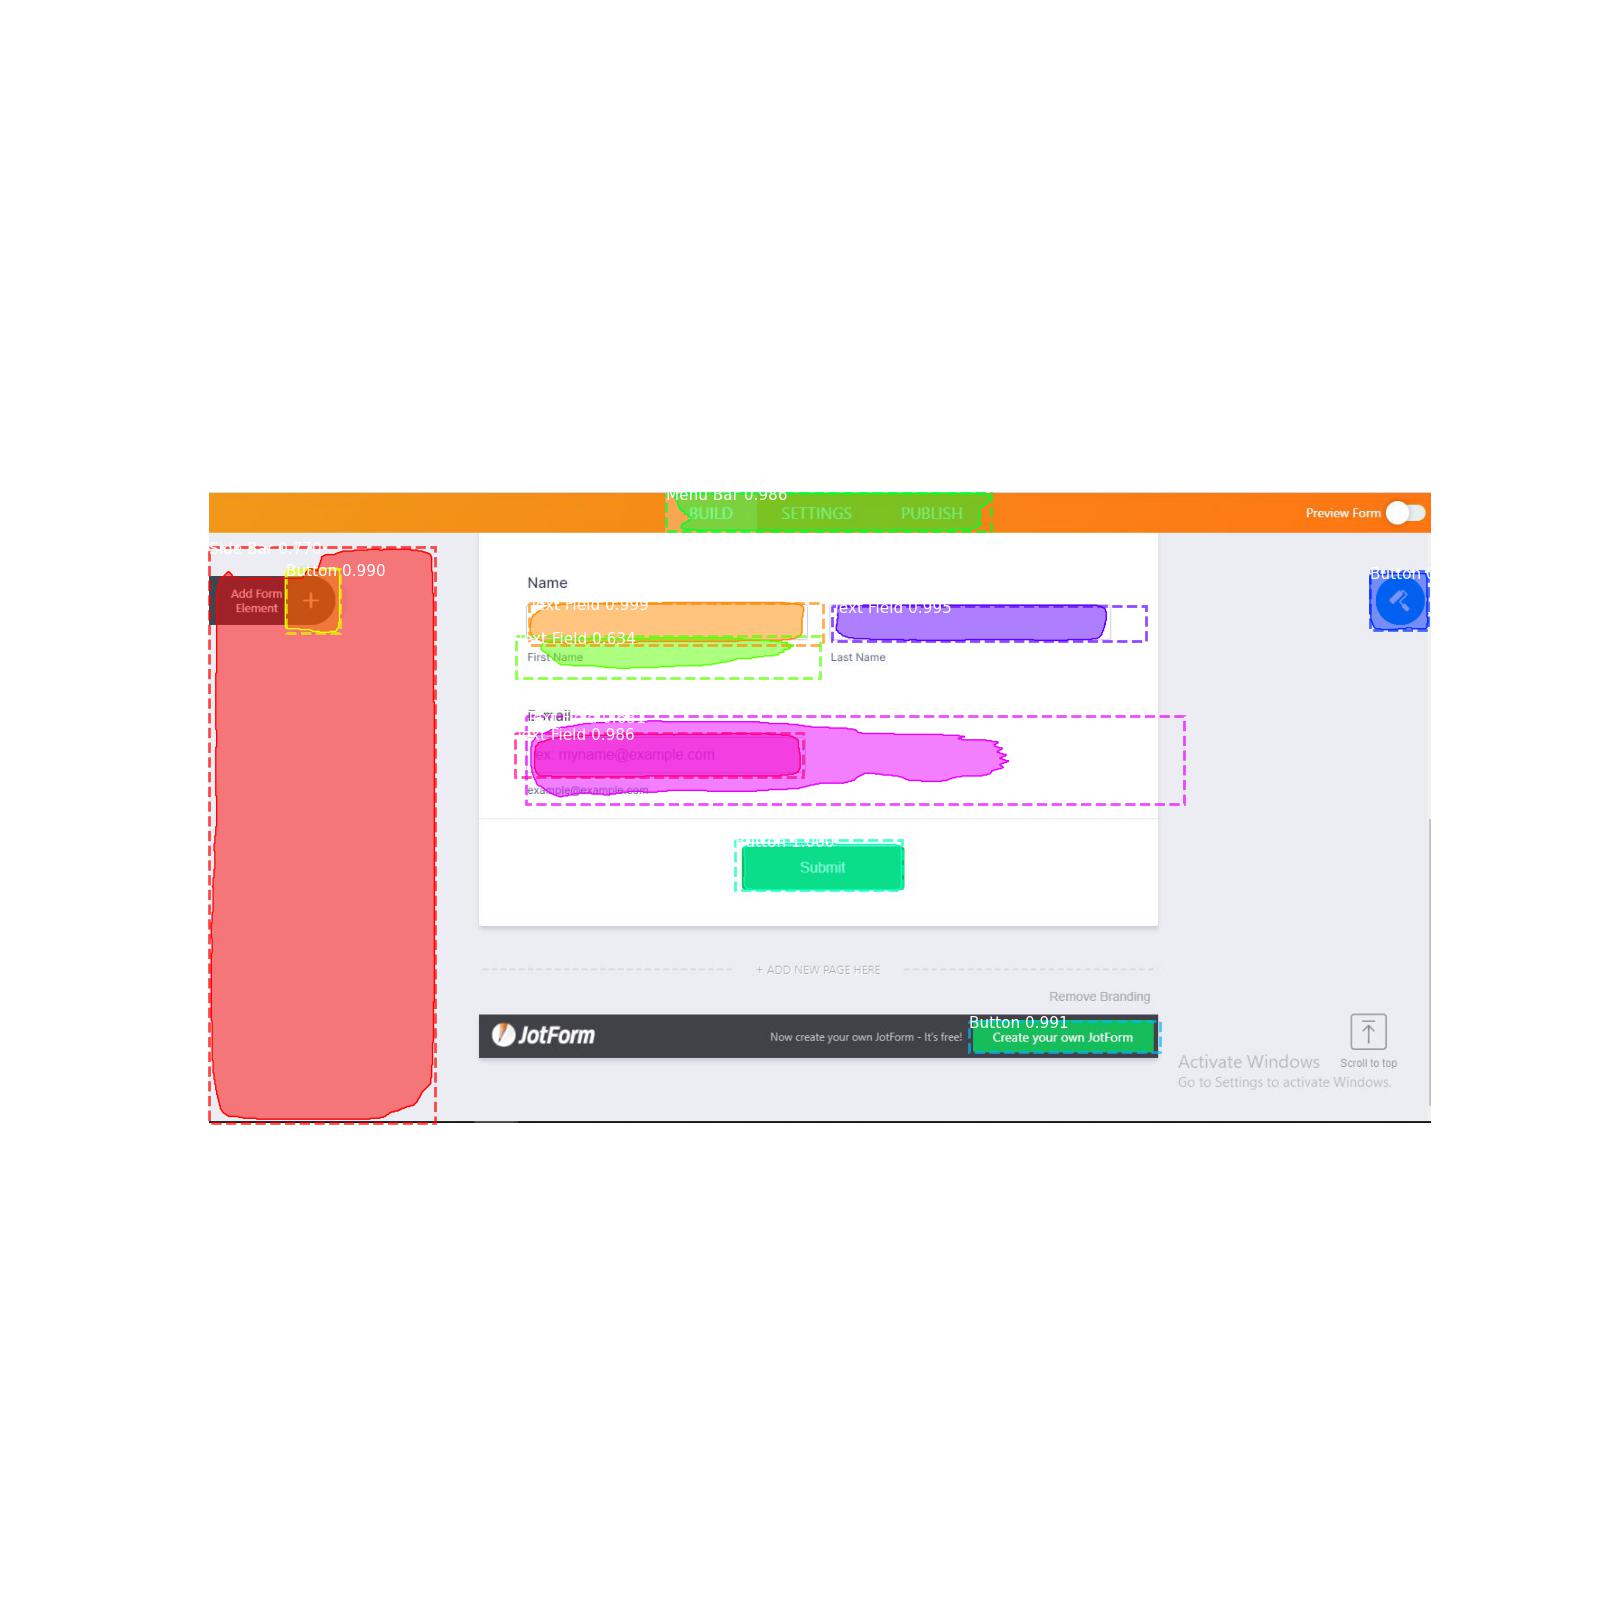 Menu Bar 0.986
BUILD SETTINGS PUBLISH
Preview Form
Side Bar 0.770
Button 0.990
Add Form
Element
Button
Name
Text Field 0.999
Text Field 0.995
Text Field 0.634
First Name
Last Name
E-mail
Text Field 0.986
ex: myname@example.com
example@example.com
Button 1.000
Submit
+ ADD NEW PAGE HERE
Remove Branding
JotForm
Now create your own JotForm - It's free!
Button 0.991
Create your own JotForm
Scroll to top
Activate Windows
Go to Settings to activate Windows.